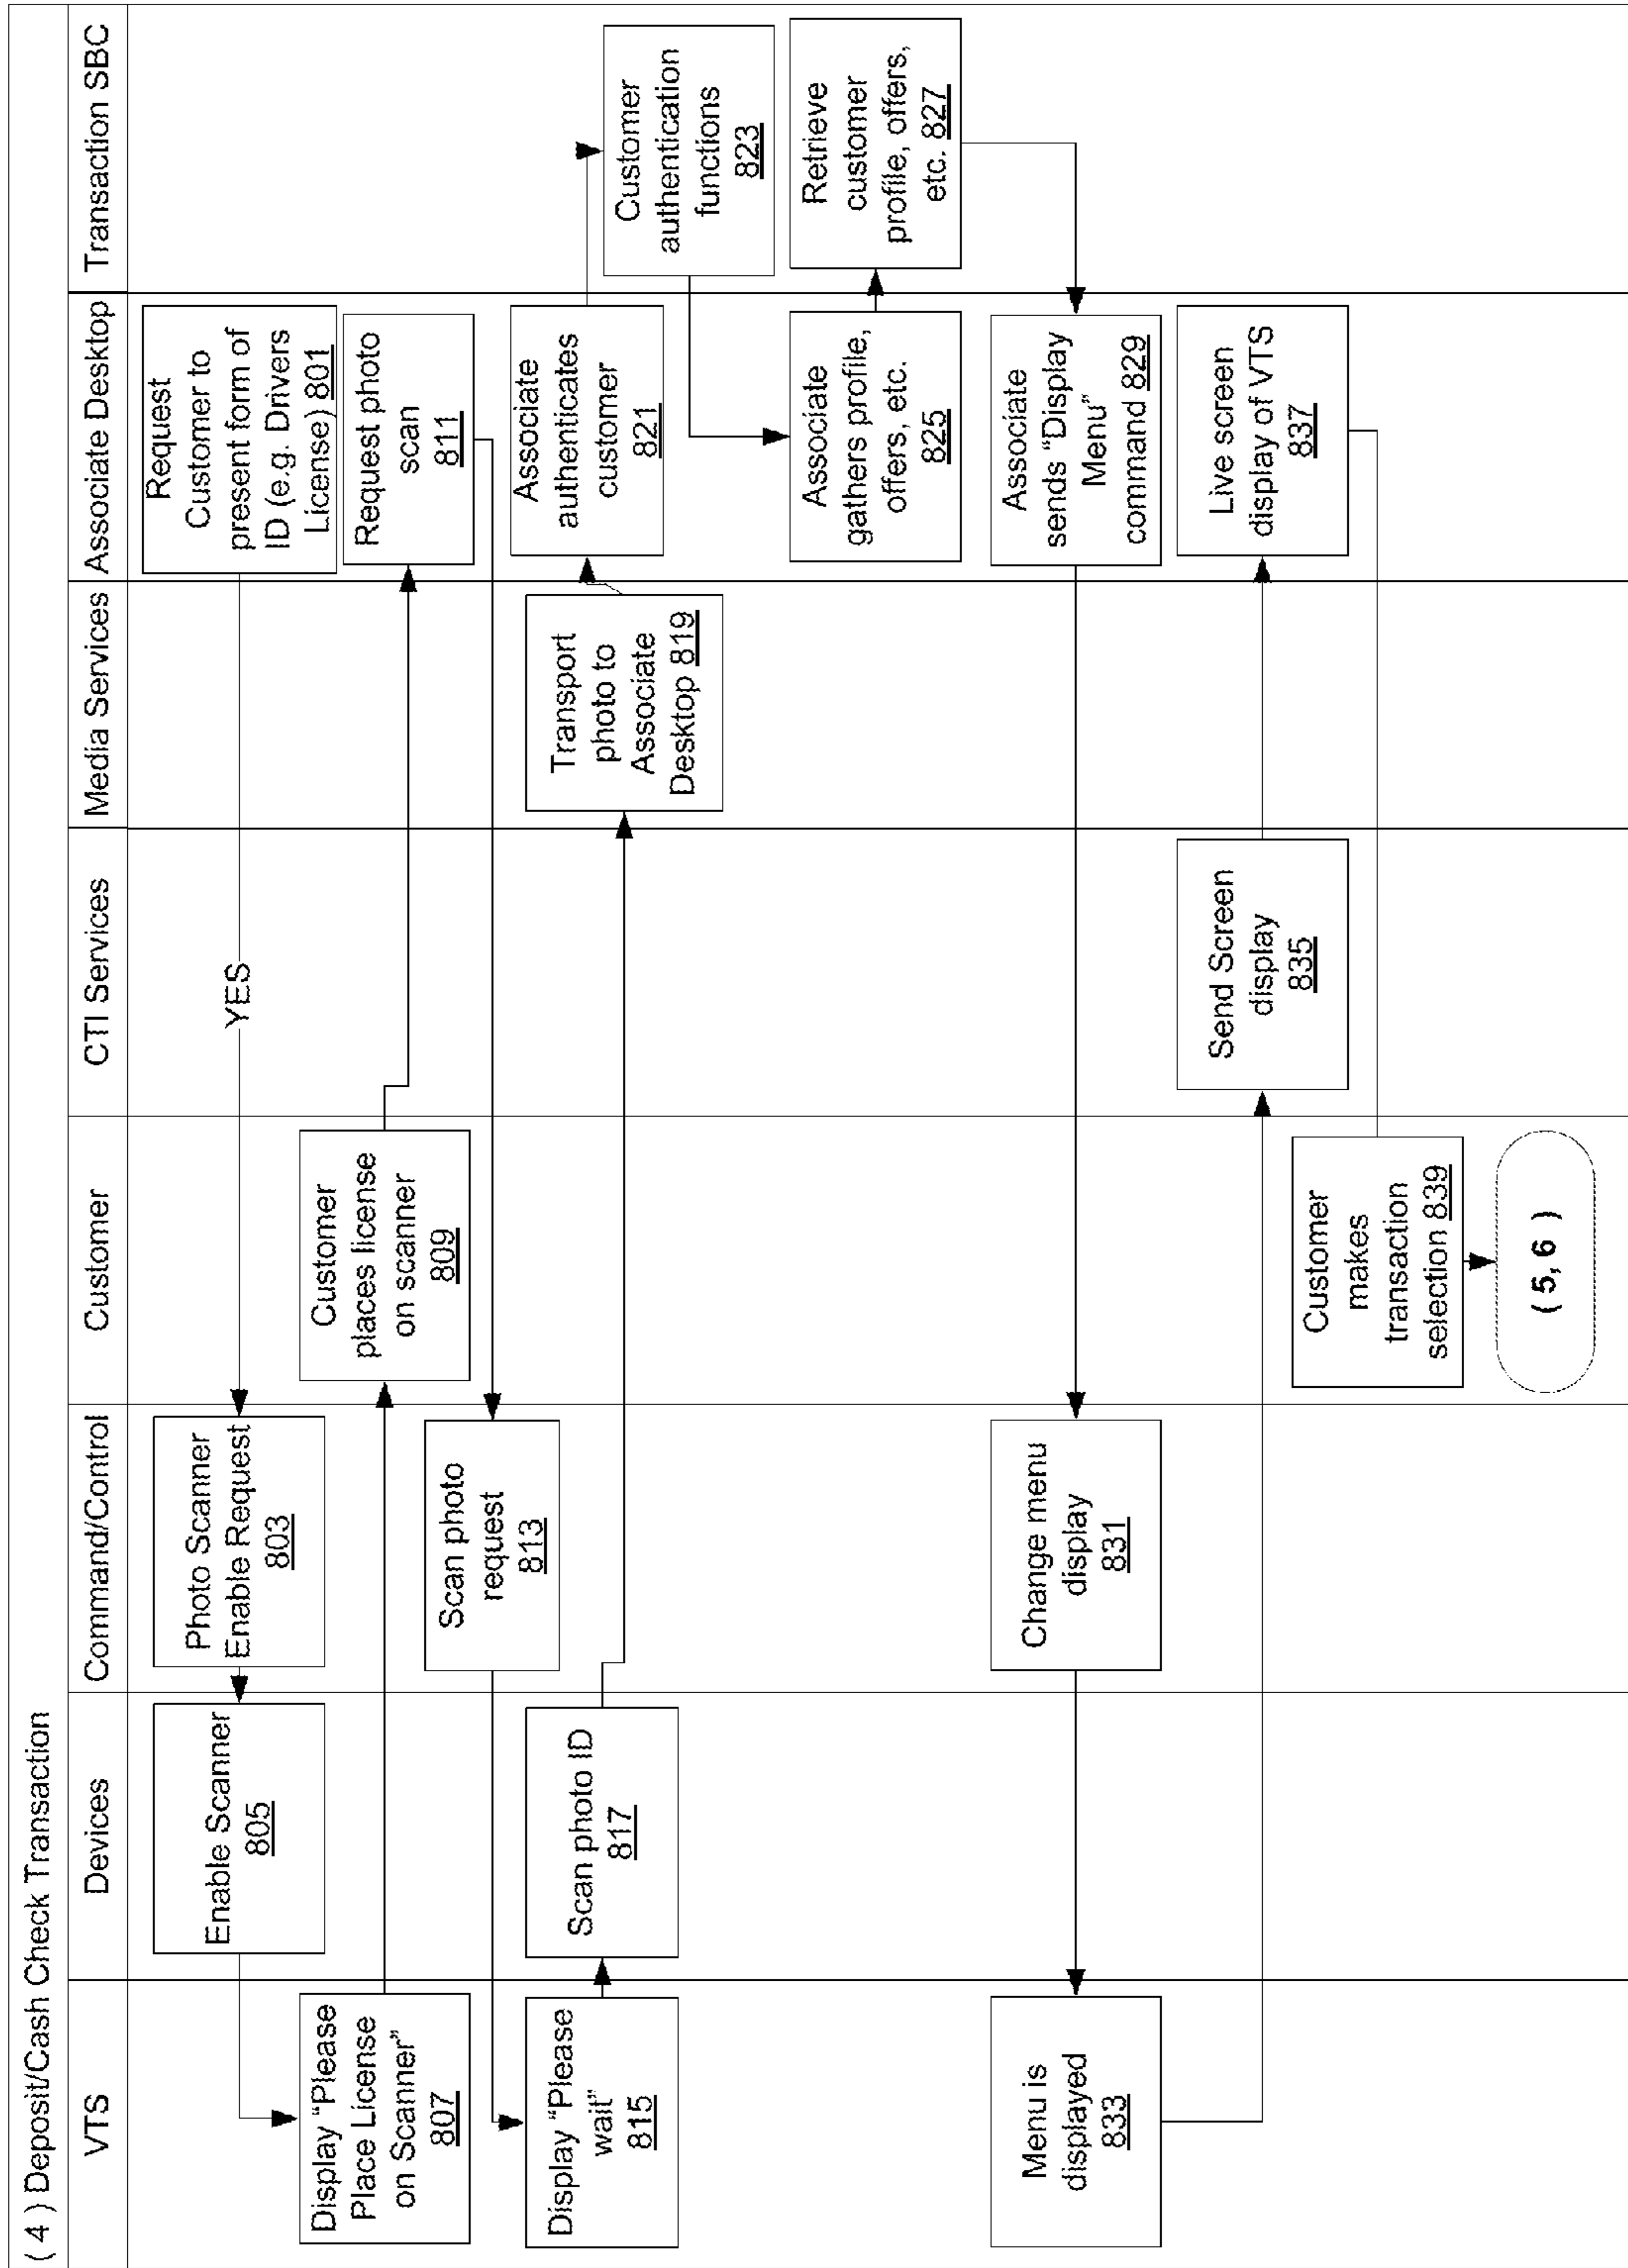 ( 4 ) Deposit/Cash Check Transaction
VTS
Devices
Command/Control
Customer
CTI Services
Media Services
Associate Desktop
Transaction SBC
Request
Customer to
present form of
ID (e.g. Drivers
License) 801
YES
Photo Scanner
Enable Request
803
Enable Scanner
805
Display “Please
Place License
on Scanner”
807
Customer
places license
on scanner
809
Request photo
scan
811
Scan photo
request
813
Display “Please
wait”
815
Scan photo ID
817
Transport
photo to
Associate
Desktop 819
Associate
authenticates
customer
821
Customer
authentication
functions
823
Associate
gathers profile,
offers, etc.
825
Retrieve
customer
profile, offers,
etc. 827
Associate
sends “Display
Menu”
command 829
Change menu
display
831
Menu is
displayed
833
Send Screen
display
835
Live screen
display of VTS
837
Customer
makes
transaction
selection 839
( 5, 6 )